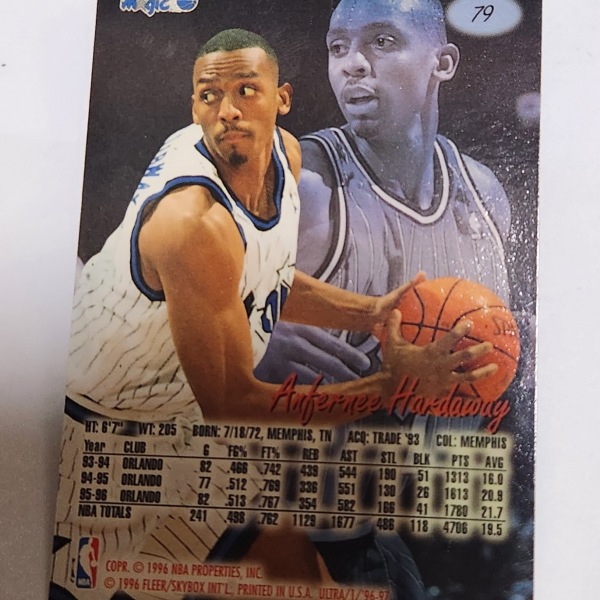 Magic
79
Anfernee Hardaway
HT: 6'7" WT: 205 BORN: 7/18/72, MEMPHIS, TN ACQ: TRADE '93 COL: MEMPHIS
Year CLUB G FG% FT% REB AST STL BLK PTS AVG
93-94 ORLANDO 82 .466 .742 439 544 190 51 1313 16.0
94-95 ORLANDO 77 .512 .769 336 551 130 26 1613 20.9
95-96 ORLANDO 82 .513 .767 354 582 166 41 1780 21.7
NBA TOTALS 241 .498 .762 1129 1677 486 118 4706 19.5
NBA
COPR. © 1996 NBA PROPERTIES, INC.
© 1996 FLEER/SKYBOX INT'L. PRINTED IN U.S.A. ULTRA/1/'96-97